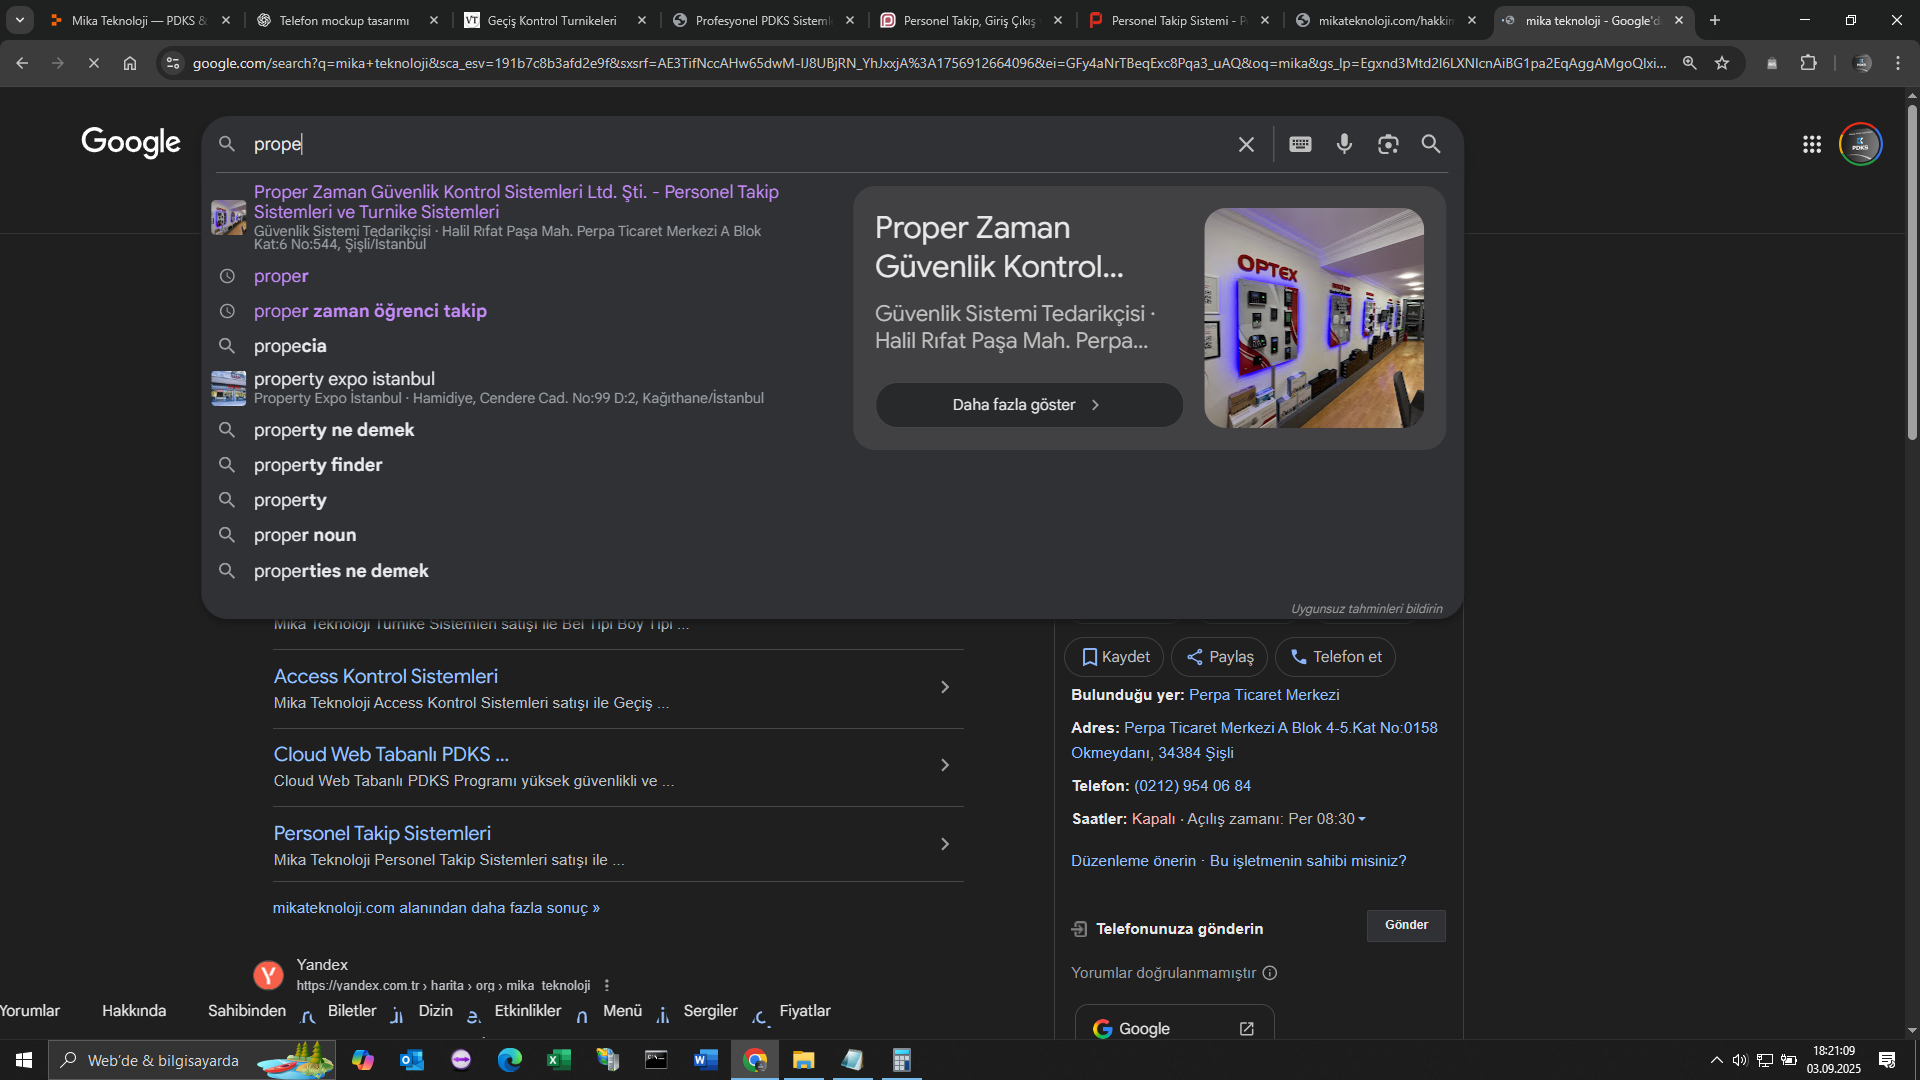 Mika Teknoloji — PDKS &
Telefon mockup tasarımı
VT Geçiş Kontrol Turnikeleri
Profesyonel PDKS Sisteml
Personel Takip, Giriş Çıkış
Personel Takip Sistemi - P
mikateknoloji.com/hakkın
mika teknoloji - Google'd
google.com/search?q=mika+teknoloji&sca_esv=191b7c8b3afd2e9f&sxsrf=AE3TifNccAHw65dwM-IJ8UBjRN_YhJxxjA%3A1756912664096&ei=GFy4aNrTBeqExc8Pqa3_uAQ&oq=mika&gs_lp=Egxnd3Mtd2l6LXNlcnAiBG1pa2EqAggAMgoQIxi...
Google
prope
Proper Zaman Güvenlik Kontrol Sistemleri Ltd. Şti. - Personel Takip
Sistemleri ve Turnike Sistemleri
Güvenlik Sistemi Tedarikçisi · Halil Rıfat Paşa Mah. Perpa Ticaret Merkezi A Blok
Kat:6 No:544, Şişli/İstanbul
proper
proper zaman öğrenci takip
propecia
property expo istanbul
Property Expo İstanbul · Hamidiye, Cendere Cad. No:99 D:2, Kağıthane/İstanbul
property ne demek
property finder
property
proper noun
properties ne demek
Proper Zaman
Güvenlik Kontrol...
Güvenlik Sistemi Tedarikçisi ·
Halil Rıfat Paşa Mah. Perpa...
Daha fazla göster
OPTEX
PDKS
Uygunsuz tahminleri bildirin
Mika Teknoloji Turnike Sistemleri satışı ile Bel Tipi Boy Tipi ...
Access Kontrol Sistemleri
Mika Teknoloji Access Kontrol Sistemleri satışı ile Geçiş ...
Cloud Web Tabanlı PDKS ...
Cloud Web Tabanlı PDKS Programı yüksek güvenlikli ve ...
Personel Takip Sistemleri
Mika Teknoloji Personel Takip Sistemleri satışı ile ...
mikateknoloji.com alanından daha fazla sonuç »
Yandex
https://yandex.com.tr › harita › org › mika_teknoloji
Yorumlar Hakkında Sahibinden Biletler Dizin Etkinlikler Menü Sergiler Fiyatlar
Kaydet Paylaş Telefon et
Bulunduğu yer: Perpa Ticaret Merkezi
Adres: Perpa Ticaret Merkezi A Blok 4-5.Kat No:0158
Okmeydanı, 34384 Şişli
Telefon: (0212) 954 06 84
Saatler: Kapalı · Açılış zamanı: Per 08:30
Düzenleme önerin · Bu işletmenin sahibi misiniz?
Telefonunuza gönderin
Gönder
Yorumlar doğrulanmamıştır
Google
Web'de & bilgisayarda
18:21:09
03.09.2025